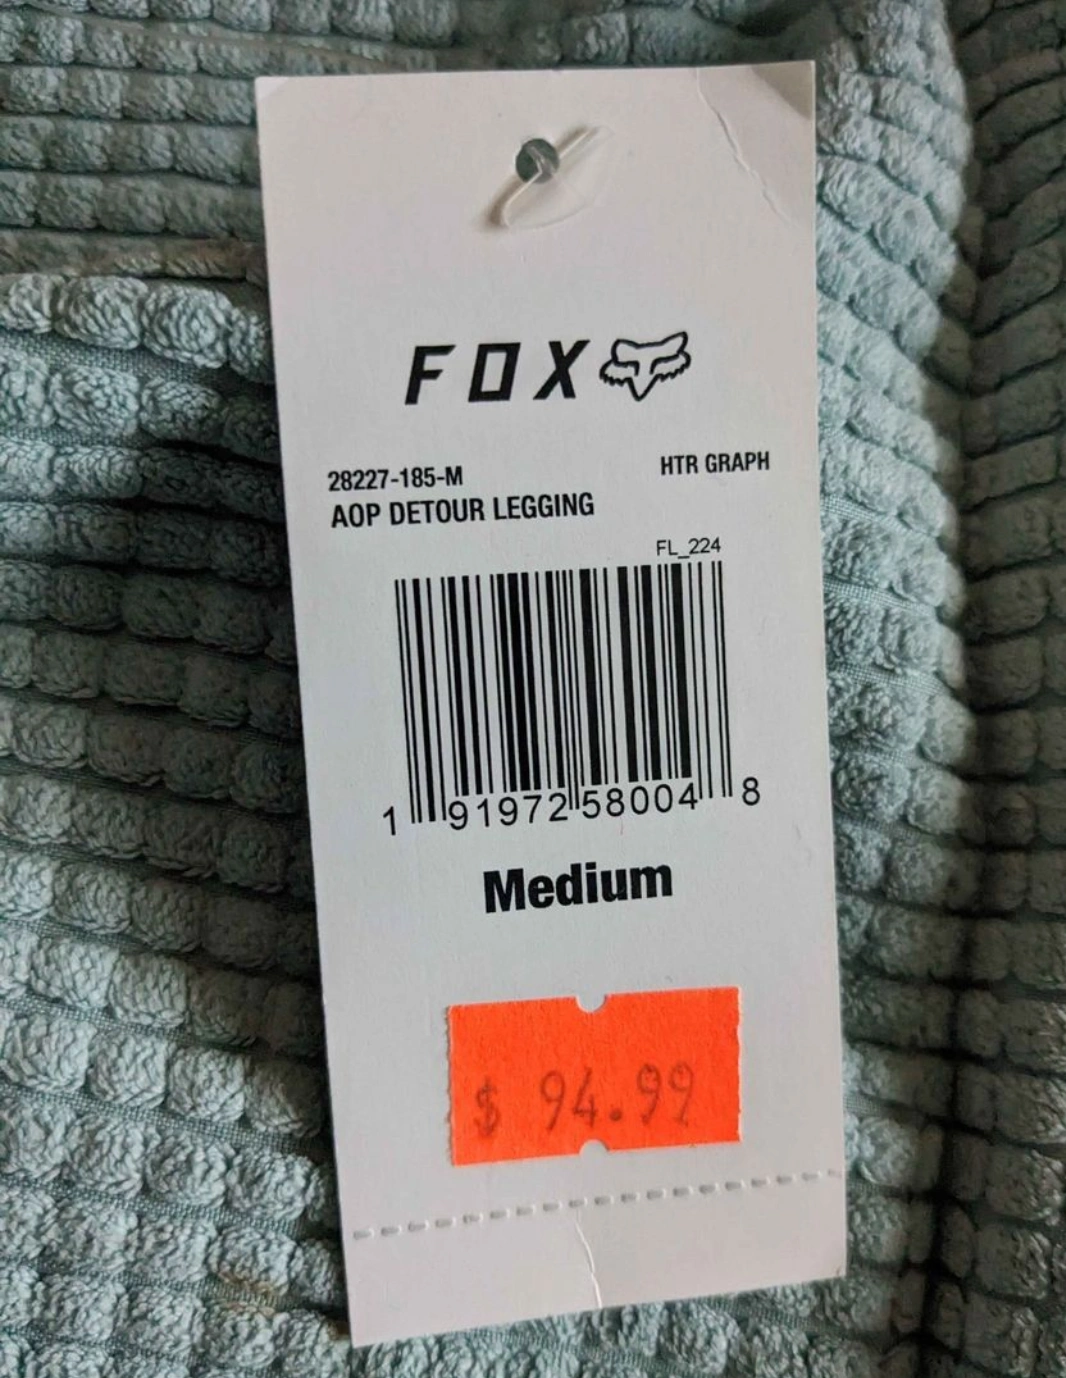 FOX
28227-185-M HTR GRAPH
AOP DETOUR LEGGING
FL_224
1 91972 58004 8
Medium
$ 94.99